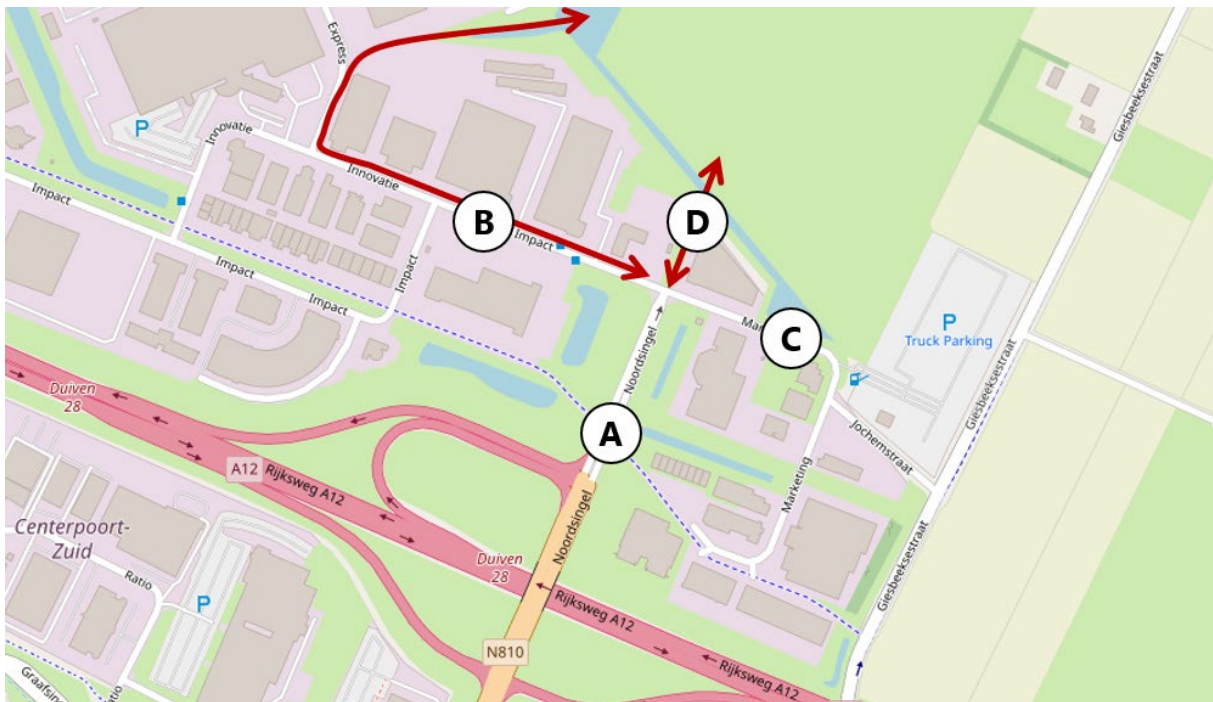 Express
Giesbeeksestraat
P
Innovatie
Innovatie
Impact
B
D
Impact
Impact
Impact
Noordsingel
Mar
C
P
Truck Parking
Giesbeeksestraat
Duiven
28
A
Jochemstraat
A12
Rijksweg A12
Marketing
Noordsingel
Centerpoort-
Zuid
Duiven
28
Ratio
P
Rijksweg A12
Giesbeeksestraat
N810
Rijksweg A12
Graafsin
atio